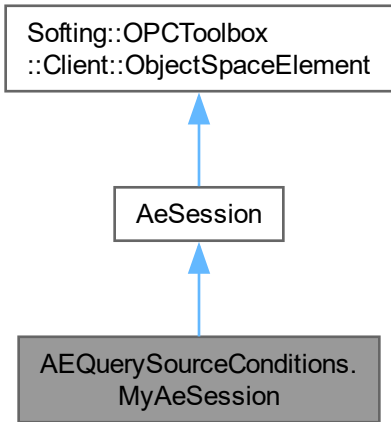 Softing::OPCToolbox
::Client::ObjectSpaceElement
AeSession
AEQuerySourceConditions.
MyAeSession